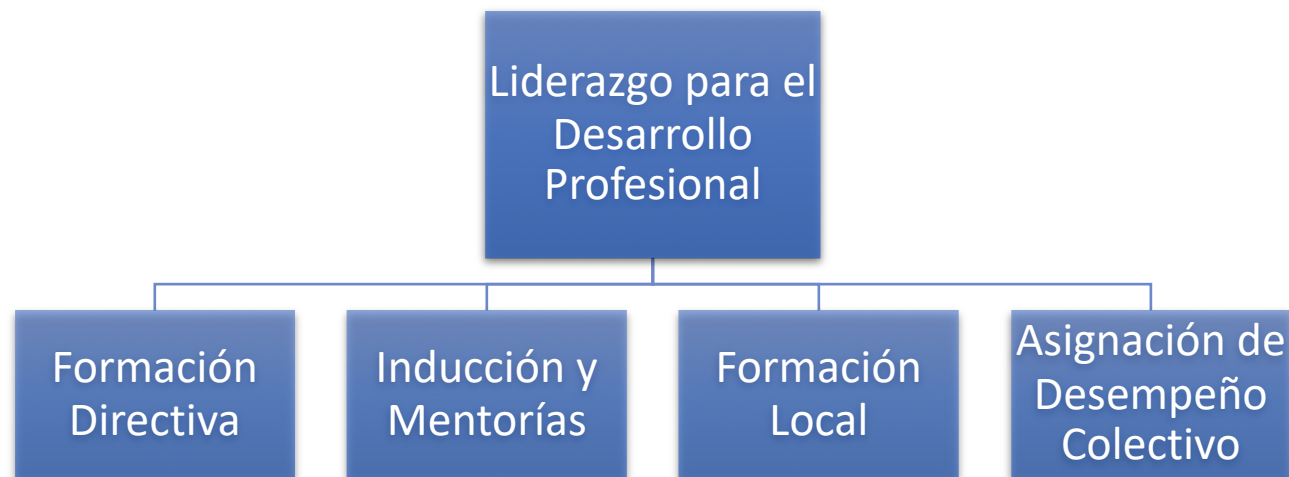 Liderazgo para el
Desarrollo
Profesional
Formación
Directiva
Inducción y
Mentorías
Formación
Local
Asignación de
Desempeño
Colectivo